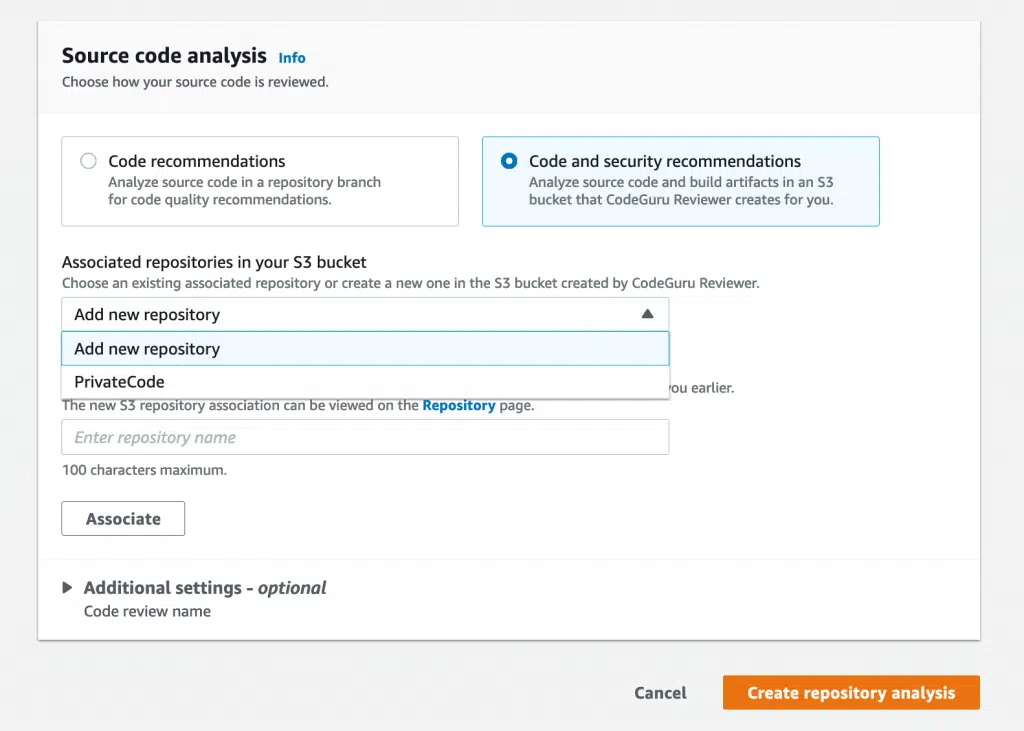 Source code analysis Info
Choose how your source code is reviewed.
Code recommendations
Analyze source code in a repository branch
for code quality recommendations.
Code and security recommendations
Analyze source code and build artifacts in an S3
bucket that CodeGuru Reviewer creates for you.
Associated repositories in your S3 bucket
Choose an existing associated repository or create a new one in the S3 bucket created by CodeGuru Reviewer.
Add new repository
Add new repository
PrivateCode
you earlier.
The new S3 repository association can be viewed on the Repository page.
Enter repository name
100 characters maximum.
Associate
Additional settings - optional
Code review name
Cancel
Create repository analysis